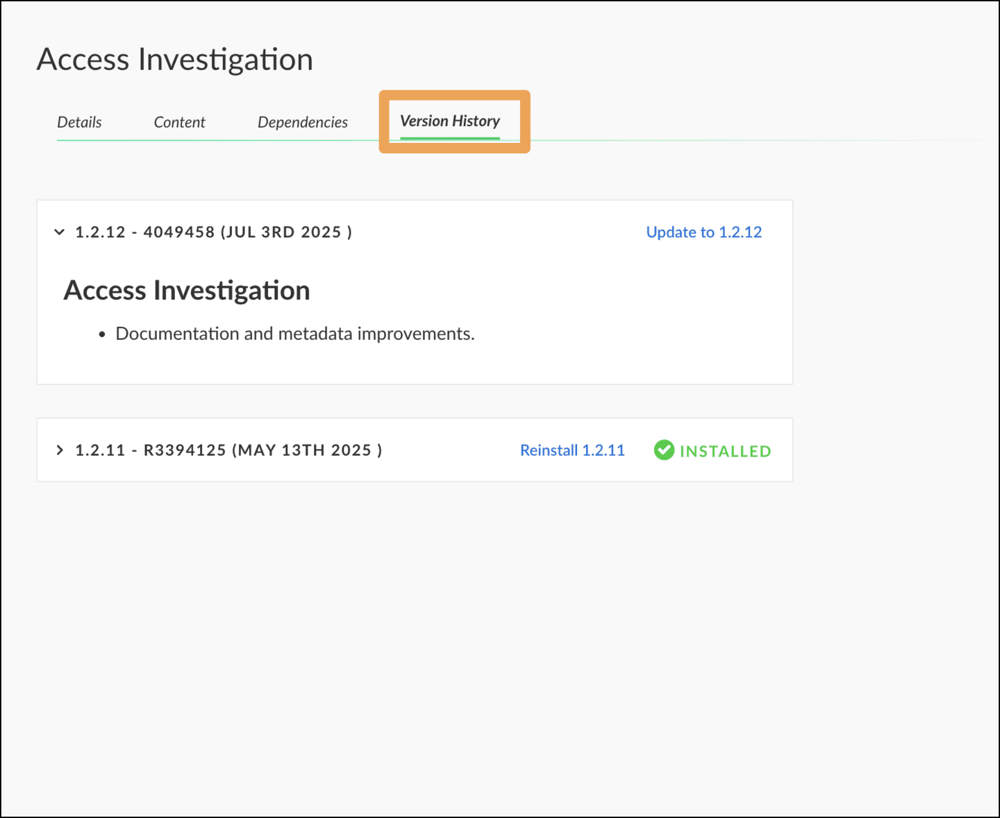 Access Investigation
Details Content Dependencies Version History
1.2.12 - 4049458 (JUL 3RD 2025 ) Update to 1.2.12
Access Investigation
• Documentation and metadata improvements.
1.2.11 - R3394125 (MAY 13TH 2025 ) Reinstall 1.2.11 INSTALLED